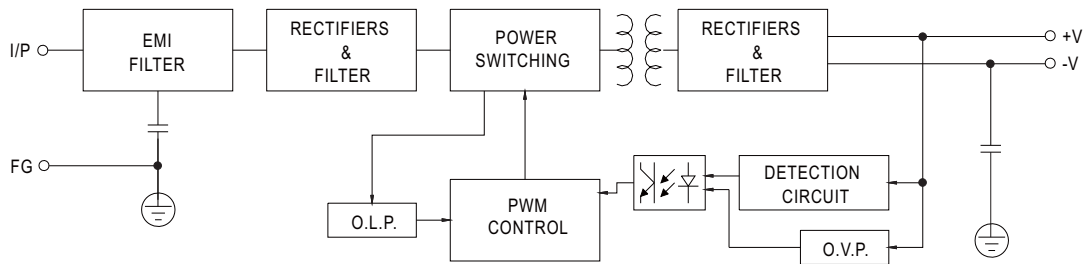 I/P
EMI
FILTER
RECTIFIERS
&
FILTER
POWER
SWITCHING
RECTIFIERS
&
FILTER
+V
-V
FG
O.L.P.
PWM
CONTROL
DETECTION
CIRCUIT
O.V.P.